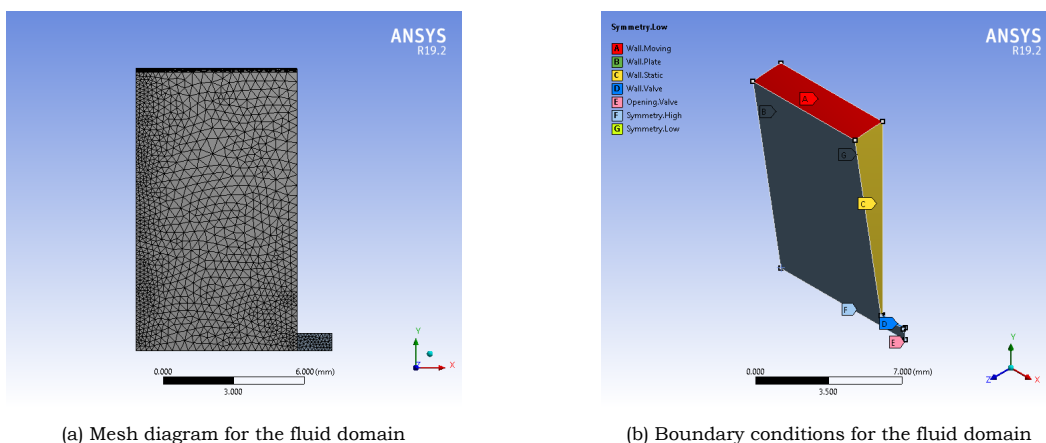 ANSYS
R19.2
Y
X
Z
0.000
6.000 (mm)
3.000
(a) Mesh diagram for the fluid domain
Symmetry.Low
A Wall.Moving
B Wall.Plate
C Wall.Static
D Wall.Valve
E Opening.Valve
F Symmetry.High
G Symmetry.Low
ANSYS
R19.2
A
B
G
C
F
D
E
0.000
7.000 (mm)
3.500
Y
Z
X
(b) Boundary conditions for the fluid domain